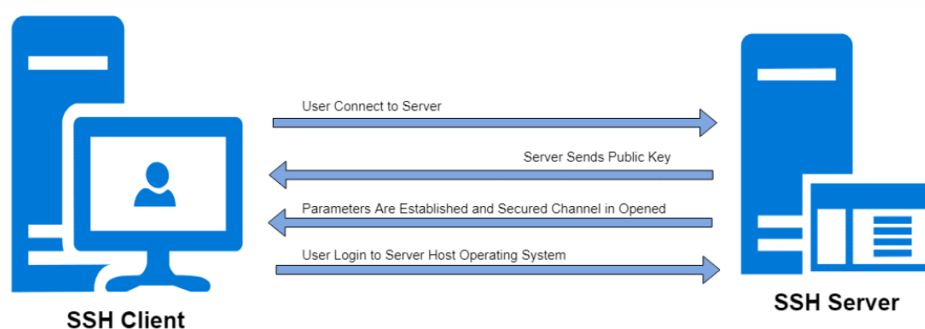 User Connect to Server
Server Sends Public Key
Parameters Are Established and Secured Channel in Opened
User Login to Server Host Operating System
SSH Client
SSH Server